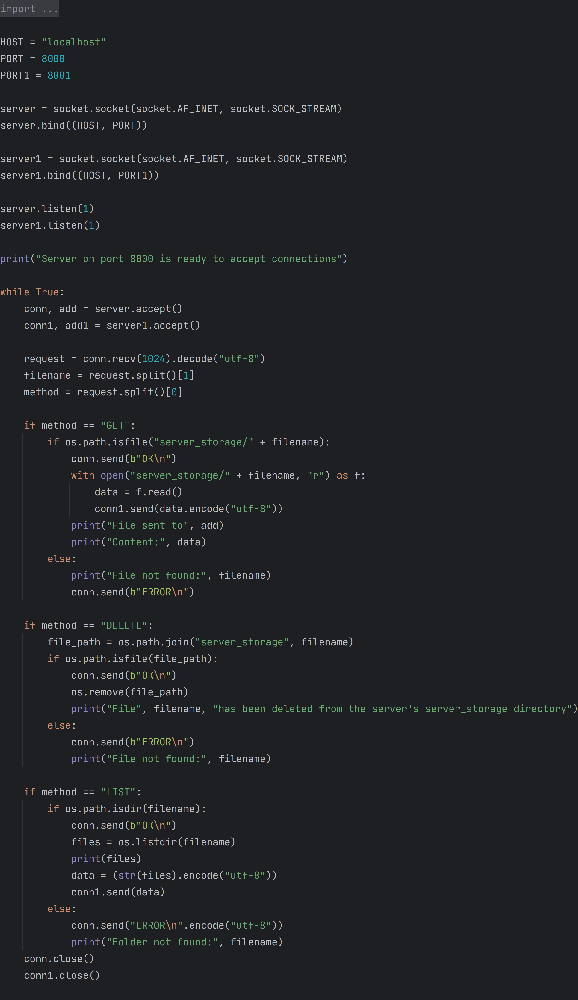 import ...
HOST = "localhost"
PORT = 8000
PORT1 = 8001
server = socket.socket(socket.AF_INET, socket.SOCK_STREAM)
server.bind((HOST, PORT))
server1 = socket.socket(socket.AF_INET, socket.SOCK_STREAM)
server1.bind((HOST, PORT1))
server.listen(1)
server1.listen(1)
print("Server on port 8000 is ready to accept connections")
while True:
    conn, add = server.accept()
    conn1, add1 = server1.accept()
    request = conn.recv(1024).decode("utf-8")
    filename = request.split()[1]
    method = request.split()[0]
    if method == "GET":
        if os.path.isfile("server_storage/" + filename):
            conn.send(b"OK\n")
            with open("server_storage/" + filename, "r") as f:
                data = f.read()
                conn1.send(data.encode("utf-8"))
            print("File sent to", add)
            print("Content:", data)
        else:
            print("File not found:", filename)
            conn.send(b"ERROR\n")
    if method == "DELETE":
        file_path = os.path.join("server_storage", filename)
        if os.path.isfile(file_path):
            conn.send(b"OK\n")
            os.remove(file_path)
            print("File", filename, "has been deleted from the server's server_storage directory")
        else:
            conn.send(b"ERROR\n")
            print("File not found:", filename)
    if method == "LIST":
        if os.path.isdir(filename):
            conn.send(b"OK\n")
            files = os.listdir(filename)
            print(files)
            data = (str(files).encode("utf-8"))
            conn1.send(data)
        else:
            conn.send("ERROR\n".encode("utf-8"))
            print("Folder not found:", filename)
    conn.close()
    conn1.close()